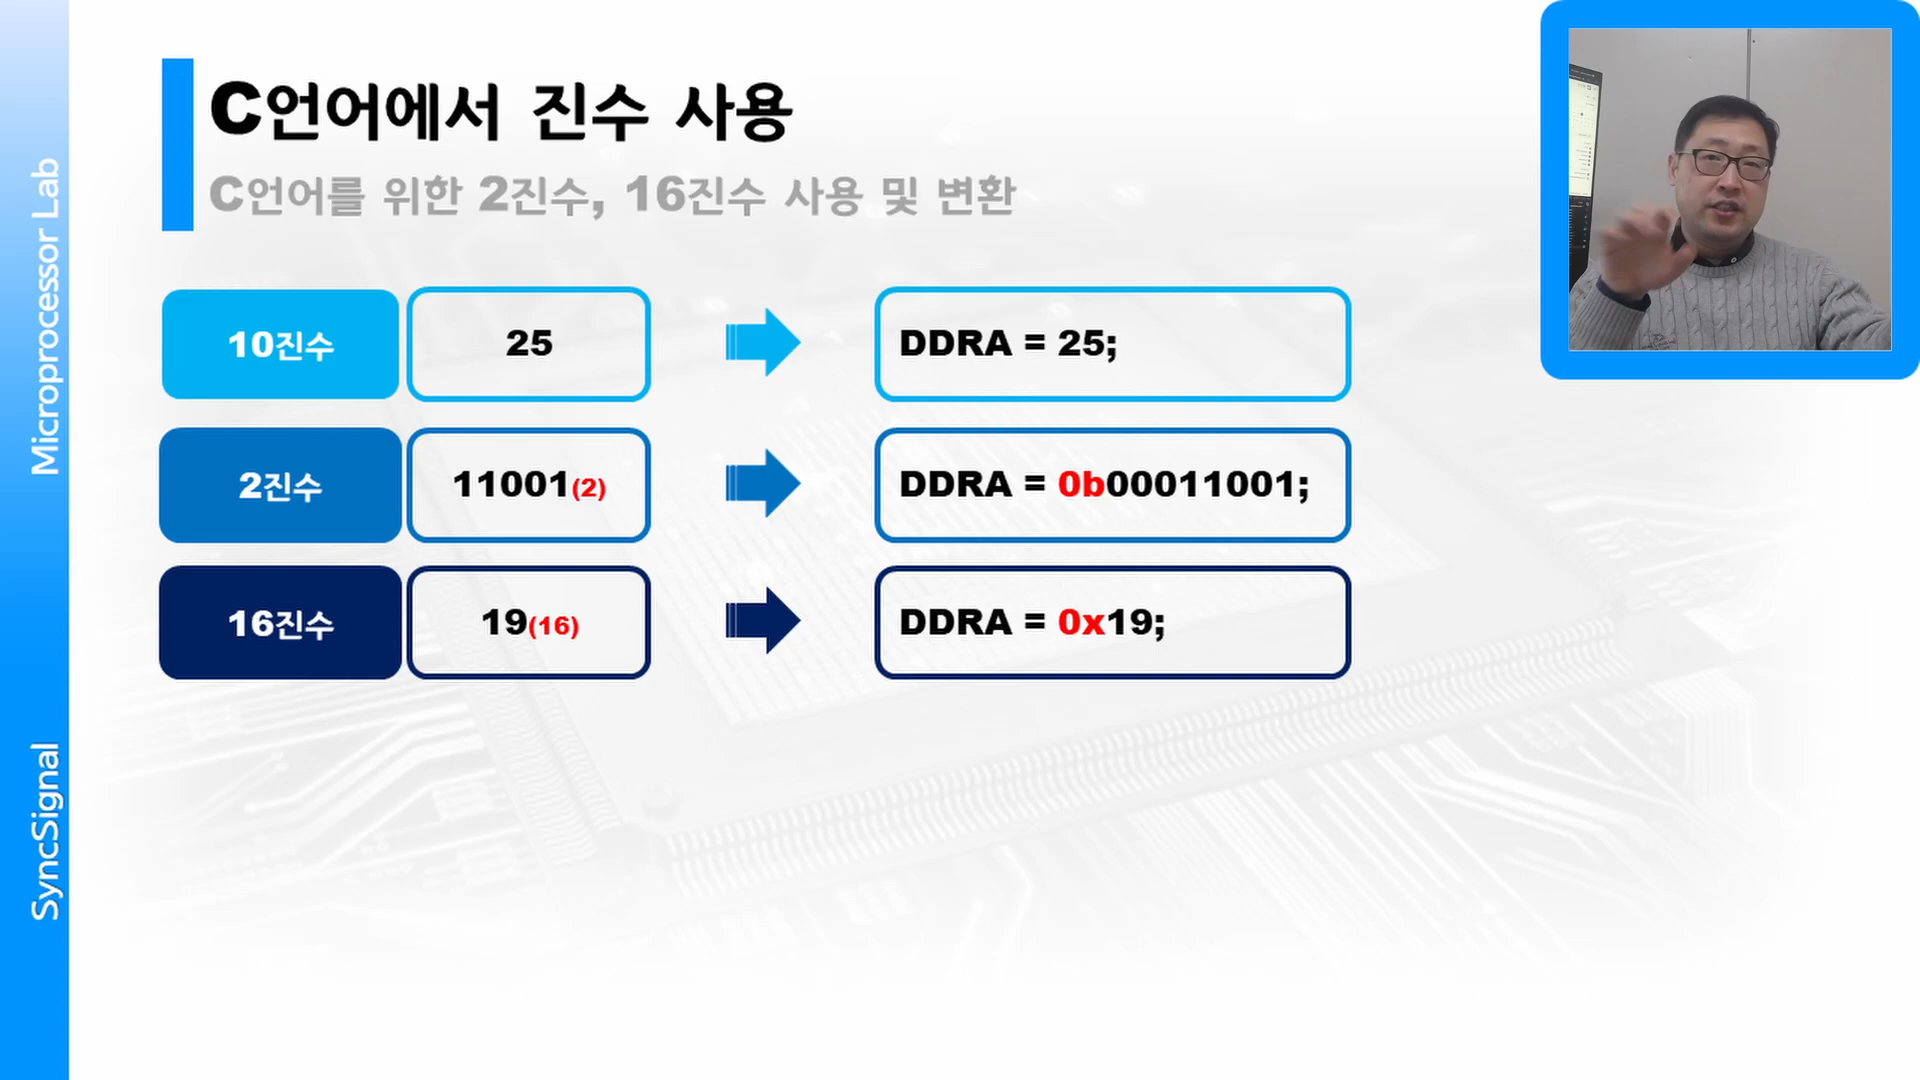 C언어에서 진수 사용
C언어를 위한 2진수, 16진수 사용 및 변환
10진수 25 DDRA = 25;
2진수 11001(2) DDRA = 0b00011001;
16진수 19(16) DDRA = 0x19;
Microprocessor Lab
SyncSignal